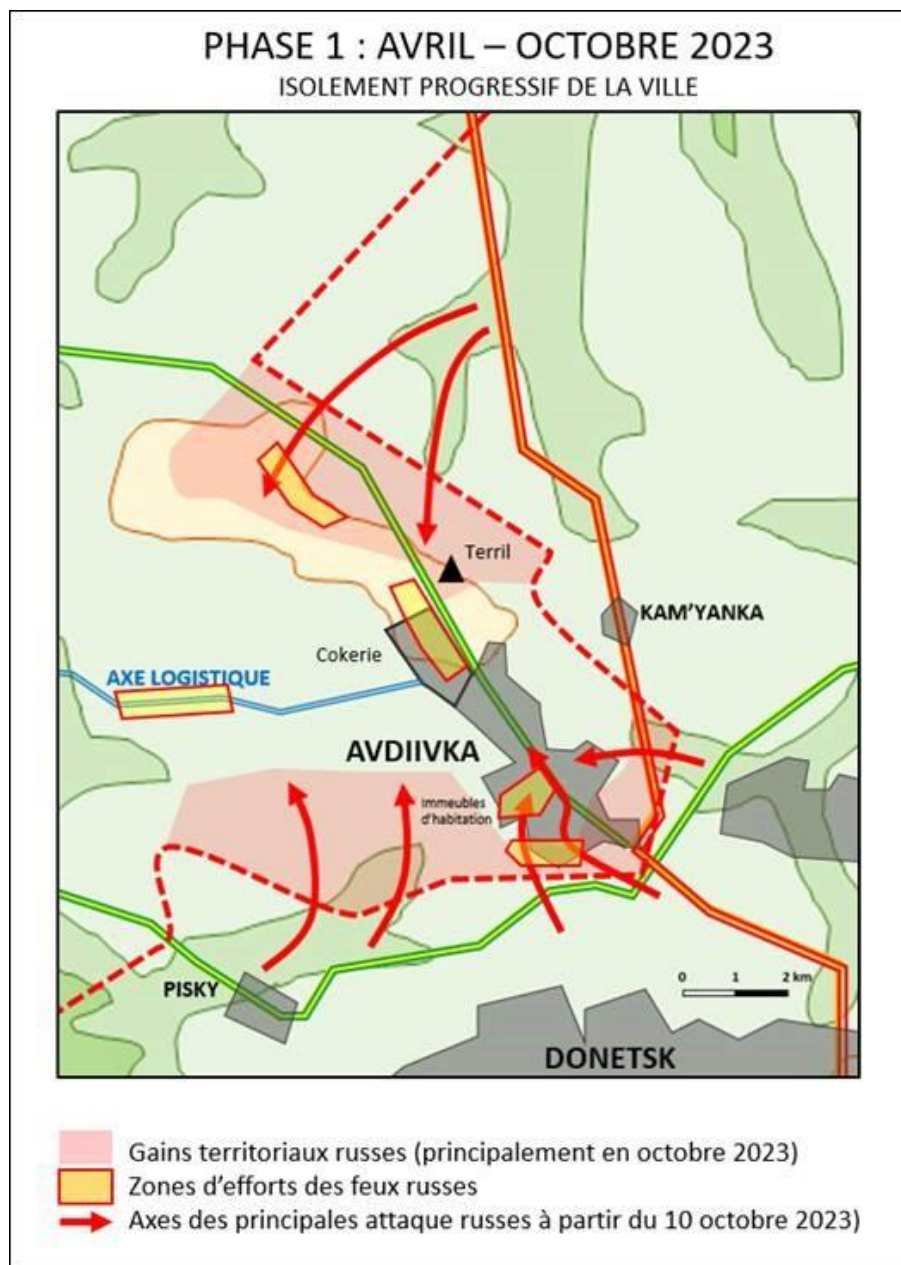 PHASE 1 : AVRIL – OCTOBRE 2023
ISOLEMENT PROGRESSIF DE LA VILLE
Terril
KAM'YANKA
Cokerie
AXE LOGISTIQUE
AVDIIVKA
Immeubles
d'habitation
0 1 2 km
PISKY
DONETSK
Gains territoriaux russes (principalement en octobre 2023)
Zones d'efforts des feux russes
Axes des principales attaque russes à partir du 10 octobre 2023)